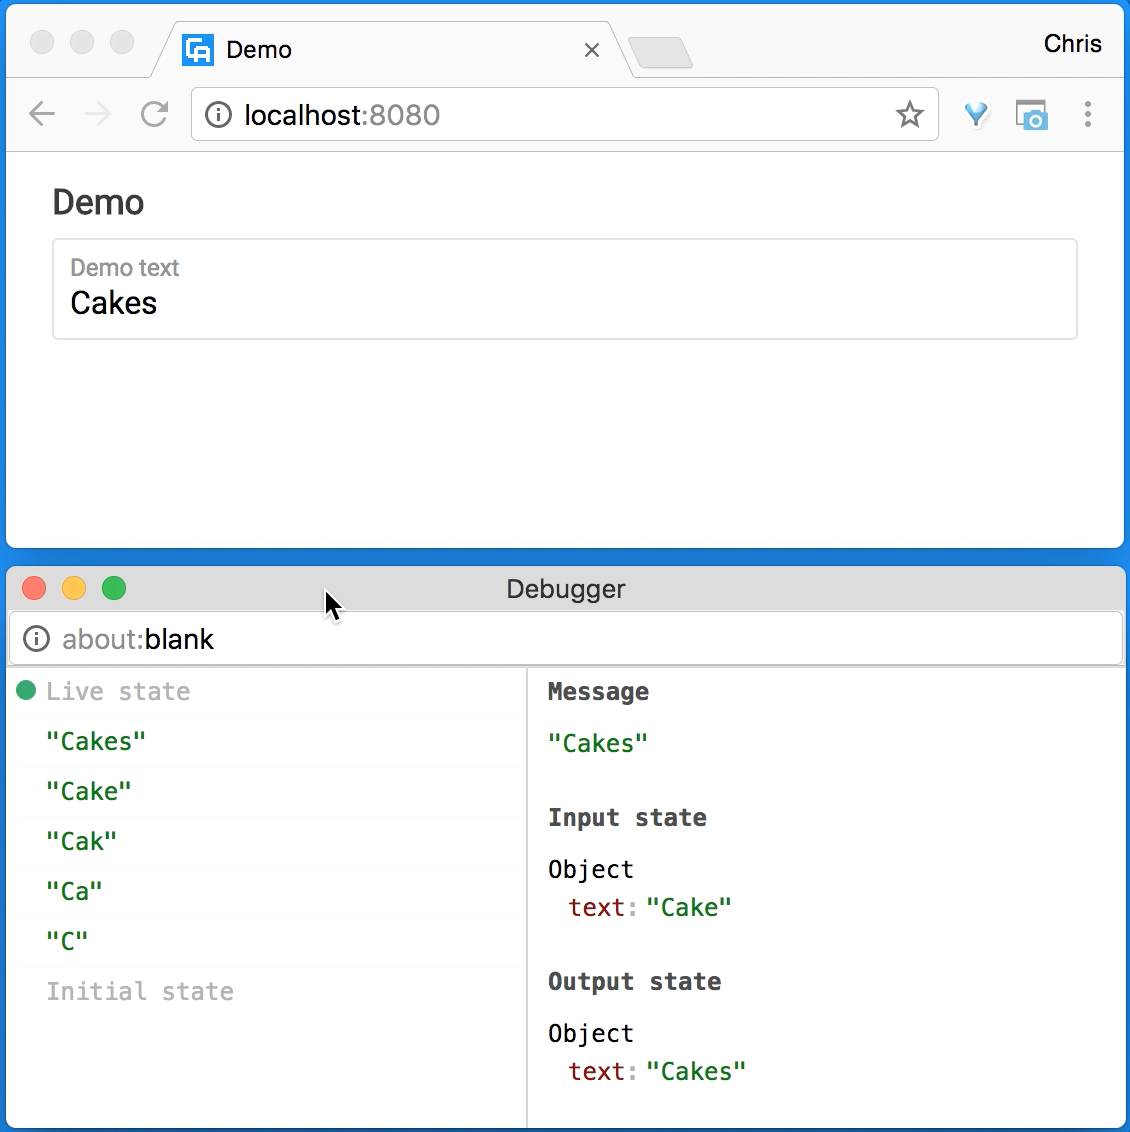 Demo
Chris
localhost:8080
Demo
Demo text
Cakes
Debugger
about:blank
Live state
"Cakes"
"Cake"
"Cak"
"Ca"
"C"
Initial state
Message
"Cakes"
Input state
Object
text: "Cake"
Output state
Object
text: "Cakes"